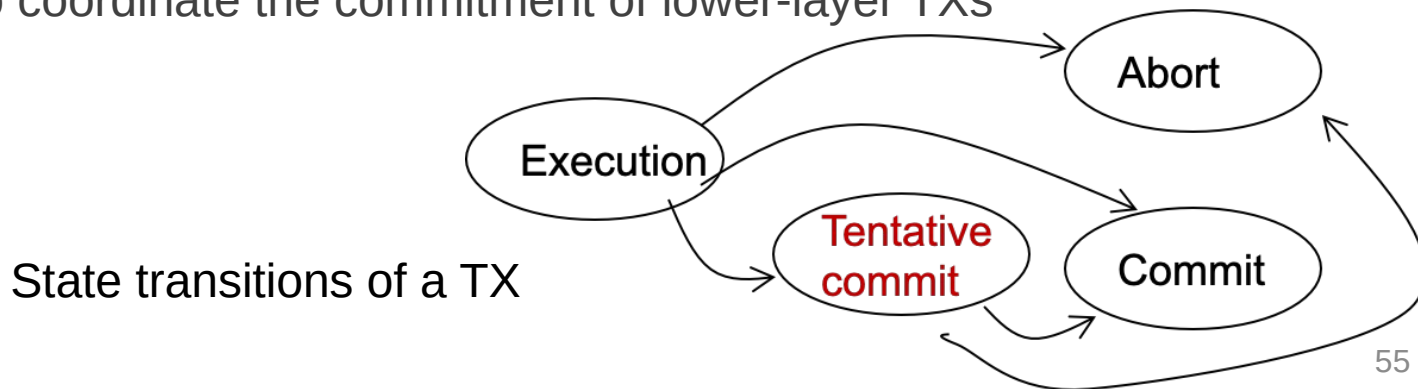 coordinate the commitment of lower-layer TXs
Abort
Execution
Tentative
commit
Commit
State transitions of a TX
55